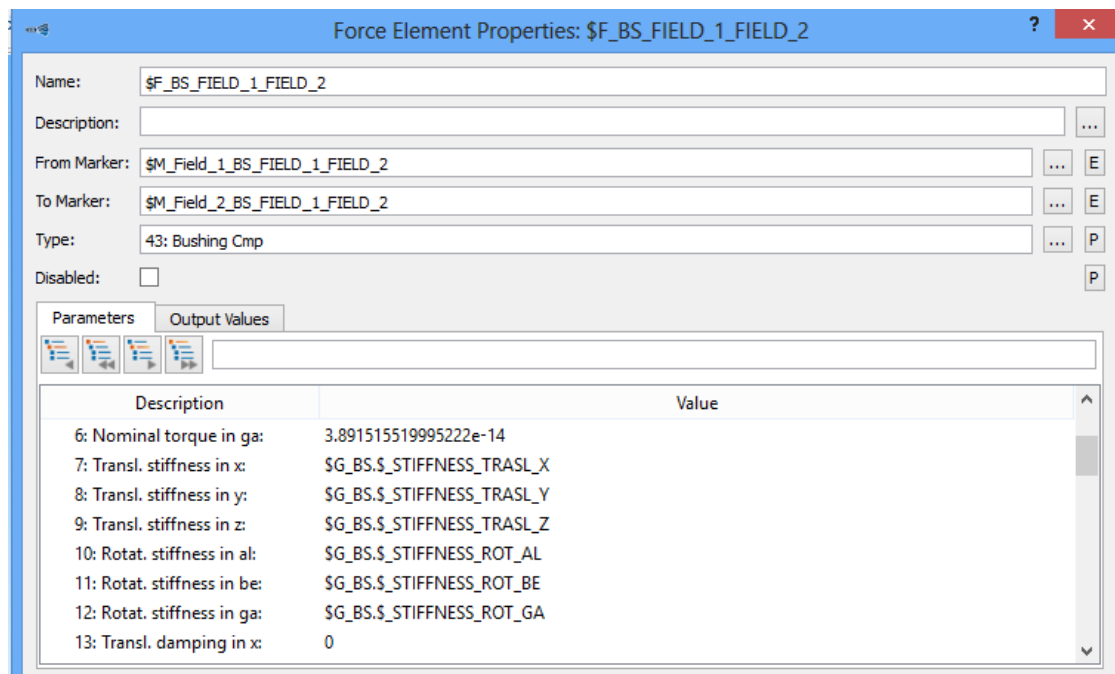 Force Element Properties: $F_BS_FIELD_1_FIELD_2 ? ×
Name: $F_BS_FIELD_1_FIELD_2
Description: ...
From Marker: $M_Field_1_BS_FIELD_1_FIELD_2 ... E
To Marker: $M_Field_2_BS_FIELD_1_FIELD_2 ... E
Type: 43: Bushing Cmp ... P
Disabled: P
Parameters Output Values
Description Value
6: Nominal torque in ga: 3.891515519995222e-14
7: Transl. stiffness in x: $G_BS.$_STIFFNESS_TRASL_X
8: Transl. stiffness in y: $G_BS.$_STIFFNESS_TRASL_Y
9: Transl. stiffness in z: $G_BS.$_STIFFNESS_TRASL_Z
10: Rotat. stiffness in al: $G_BS.$_STIFFNESS_ROT_AL
11: Rotat. stiffness in be: $G_BS.$_STIFFNESS_ROT_BE
12: Rotat. stiffness in ga: $G_BS.$_STIFFNESS_ROT_GA
13: Transl. damping in x: 0